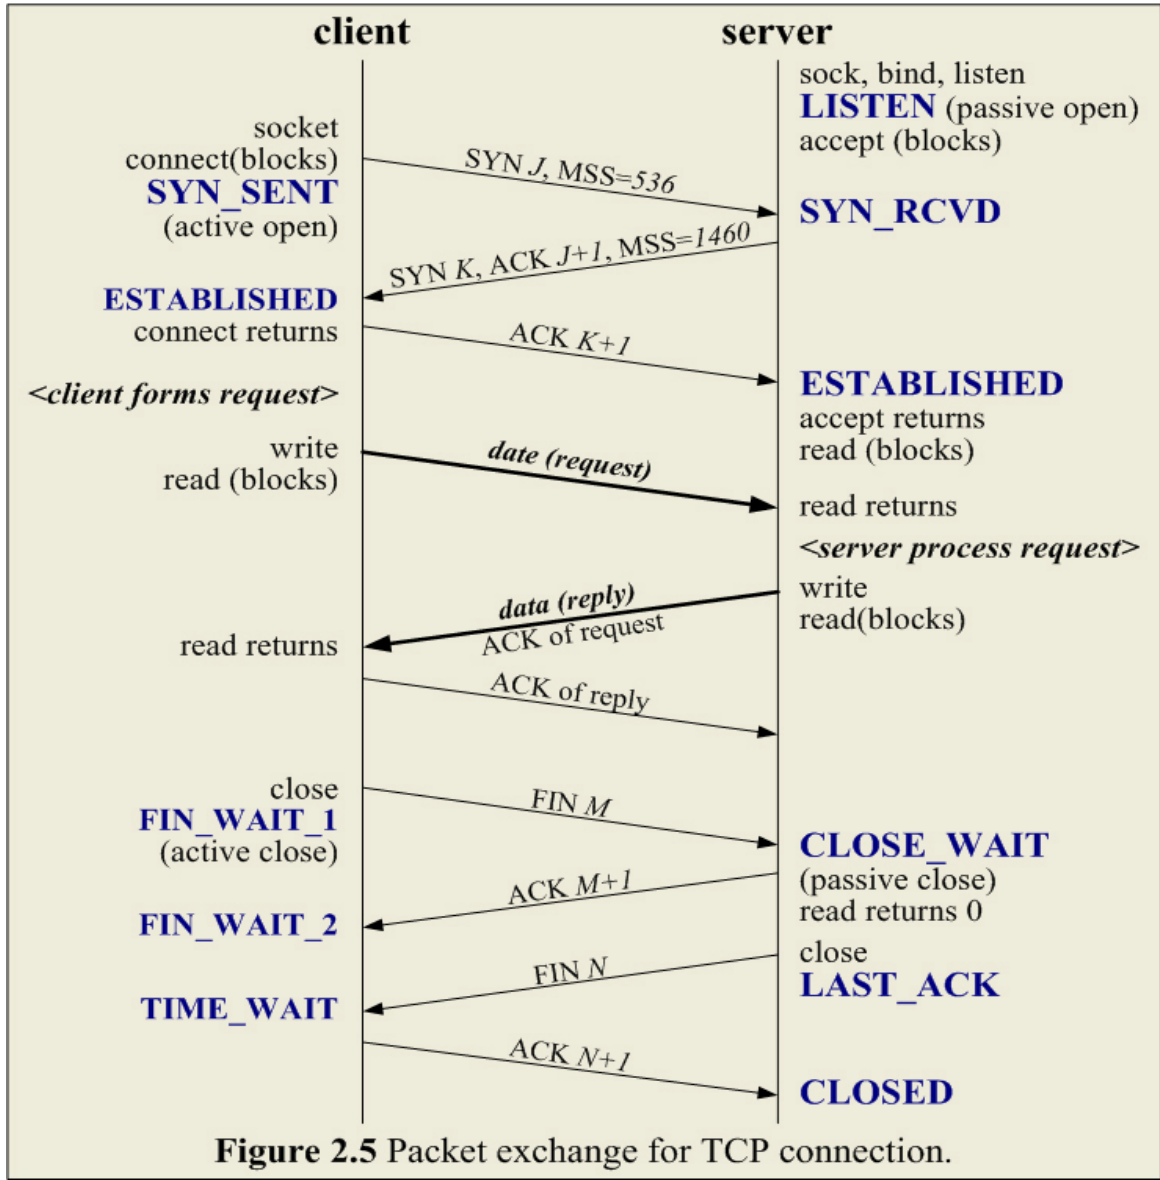 client
server
sock, bind, listen
LISTEN (passive open)
accept (blocks)
socket
connect(blocks)
SYN_SENT
(active open)
SYN J, MSS=536
SYN_RCVD
SYN K, ACK J+1, MSS=1460
ESTABLISHED
connect returns
ACK K+1
ESTABLISHED
accept returns
read (blocks)
<client forms request>
write
read (blocks)
date (request)
read returns
<server process request>
write
read(blocks)
data (reply)
ACK of request
read returns
ACK of reply
close
FIN_WAIT_1
(active close)
FIN M
CLOSE_WAIT
(passive close)
read returns 0
ACK M+1
FIN_WAIT_2
close
LAST_ACK
FIN N
TIME_WAIT
ACK N+1
CLOSED
Figure 2.5 Packet exchange for TCP connection.